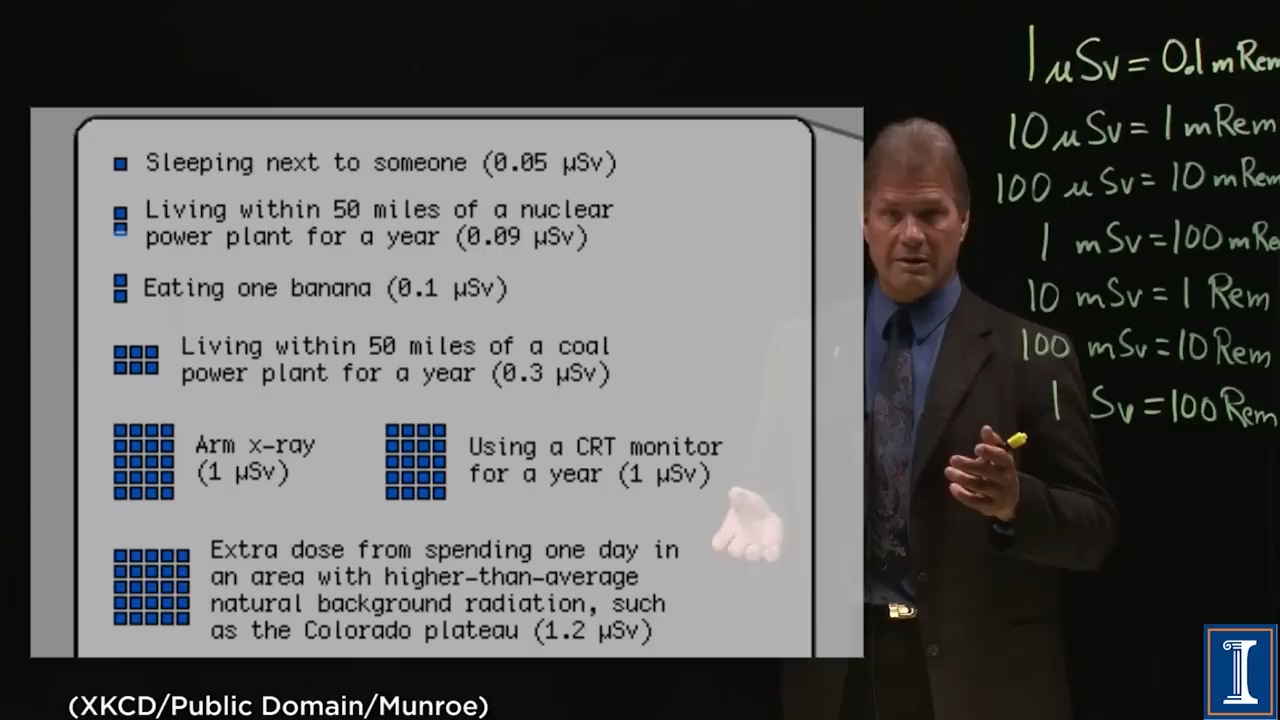 Sleeping next to someone (0.05 µSv)
Living within 50 miles of a nuclear
power plant for a year (0.09 µSv)
Eating one banana (0.1 µSv)
Living within 50 miles of a coal
power plant for a year (0.3 µSv)
Arm x-ray
(1 µSv)
Using a CRT monitor
for a year (1 µSv)
Extra dose from spending one day in
an area with higher-than-average
natural background radiation, such
as the Colorado plateau (1.2 µSv)
(XKCD/Public Domain/Munroe)
1 µSv = 0.1 mRem
10 µSv = 1 mRem
100 µSv = 10 mRem
1 mSv = 100 mRe
10 mSv = 1 Rem
100 mSv = 10 Rem
1 Sv = 100 Rem
I